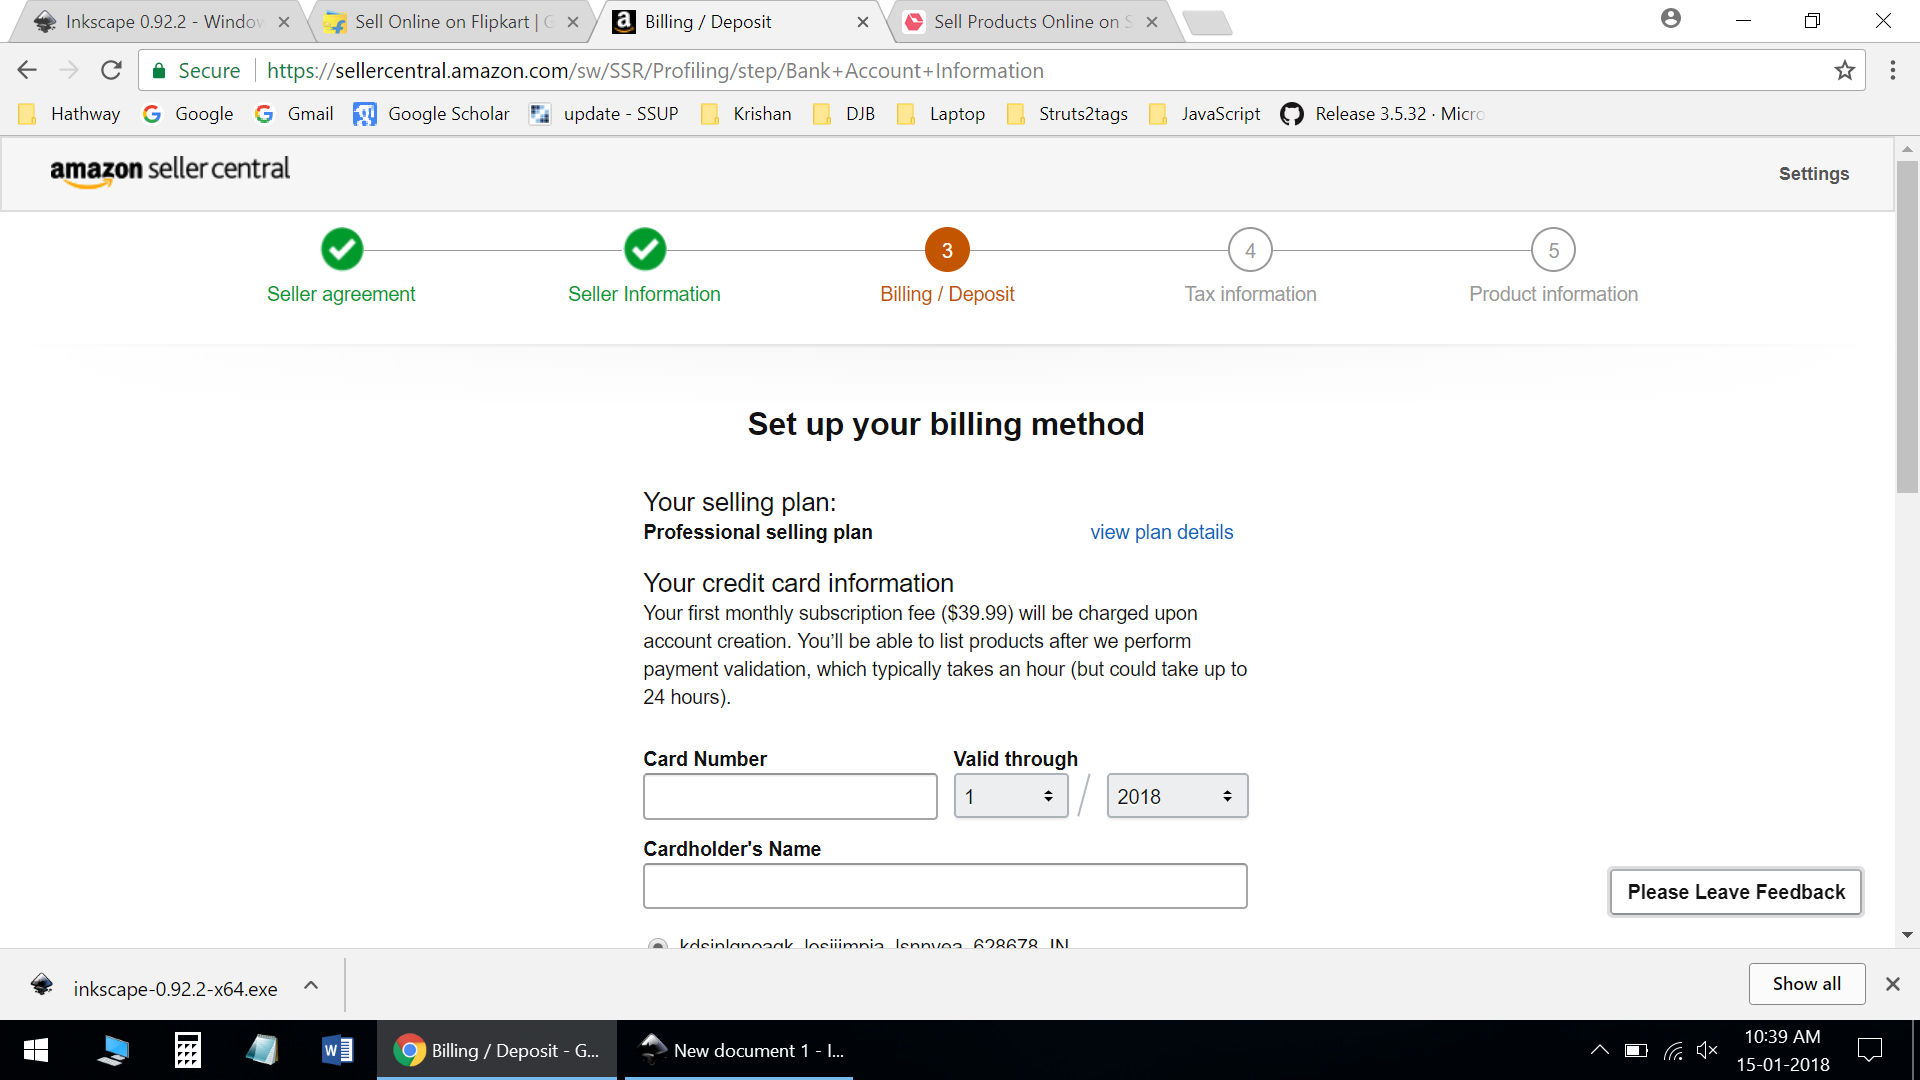 Inkscape 0.92.2 - Window
Sell Online on Flipkart | G
Billing / Deposit
Sell Products Online on S
Secure
https://sellercentral.amazon.com/sw/SSR/Profiling/step/Bank+Account+Information
Hathway
Google
Gmail
Google Scholar
update - SSUP
Krishan
DJB
Laptop
Struts2tags
JavaScript
Release 3.5.32 · Micro
amazon seller central
Settings
3
4
5
Seller agreement
Seller Information
Billing / Deposit
Tax information
Product information
Set up your billing method
Your selling plan:
Professional selling plan
view plan details
Your credit card information
Your first monthly subscription fee ($39.99) will be charged upon
account creation. You’ll be able to list products after we perform
payment validation, which typically takes an hour (but could take up to
24 hours).
Card Number
Valid through
1
2018
Cardholder's Name
Please Leave Feedback
628678, IN
inkscape-0.92.2-x64.exe
Show all
Billing / Deposit - G...
New document 1 - I...
10:39 AM
15-01-2018